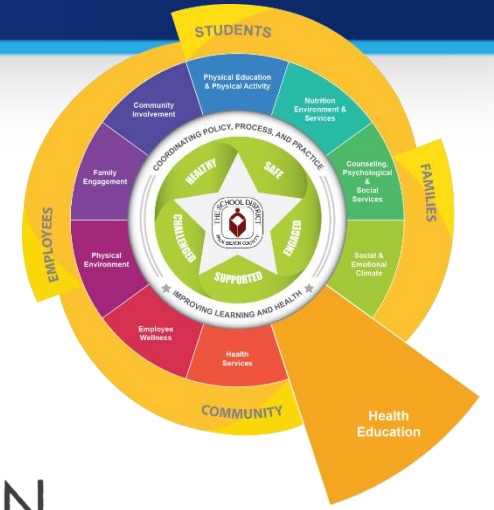 STUDENTS
Physical Education
& Physical Activity
Nutrition
Environment &
Services
Counseling,
Psychological
&
Social
Services
Social &
Emotional
Climate
Health
Education
Health
Services
Employee
Wellness
Physical
Environment
Family
Engagement
Community
Involvement
FAMILIES
COMMUNITY
EMPLOYEES
COORDINATING POLICY, PROCESS, AND PRACTICE
IMPROVING LEARNING AND HEALTH
HEALTHY
SAFE
ENGAGED
SUPPORTED
CHALLENGED
THE SCHOOL DISTRICT
PALM BEACH COUNTY
N